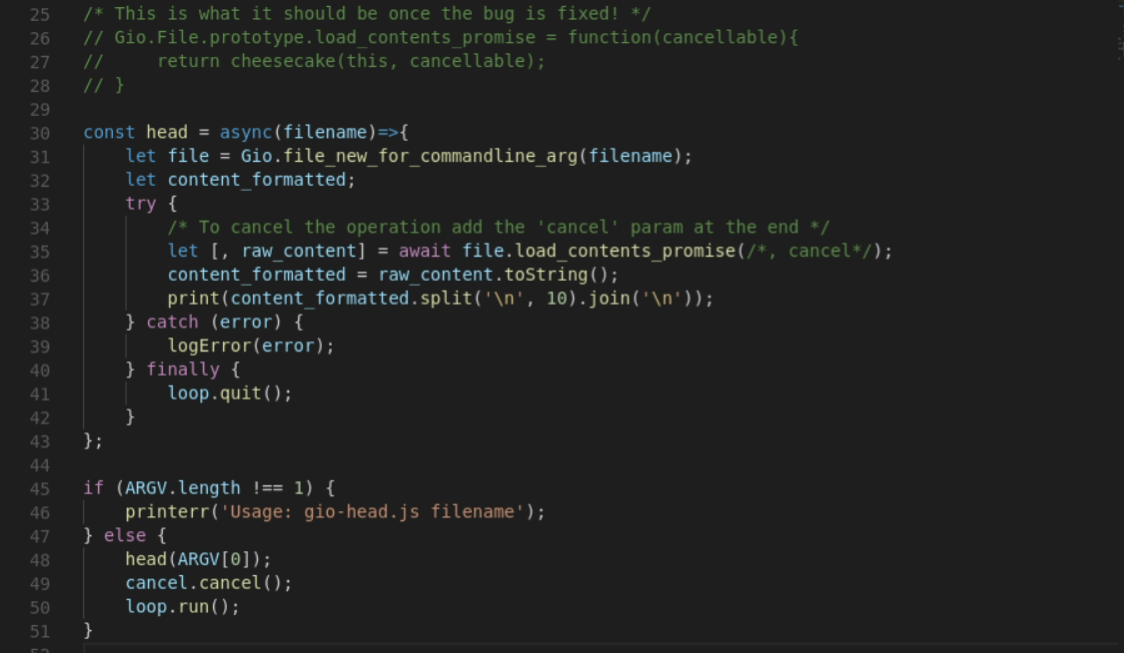 25 /* This is what it should be once the bug is fixed! */
26 // Gio.File.prototype.load_contents_promise = function(cancellable){
27 //     return cheesecake(this, cancellable);
28 // }
29
30 const head = async(filename)=>{
31     let file = Gio.file_new_for_commandline_arg(filename);
32     let content_formatted;
33     try {
34         /* To cancel the operation add the 'cancel' param at the end */
35         let [, raw_content] = await file.load_contents_promise(/*, cancel*/);
36         content_formatted = raw_content.toString();
37         print(content_formatted.split('\n', 10).join('\n'));
38     } catch (error) {
39         logError(error);
40     } finally {
41         loop.quit();
42     }
43 };
44
45 if (ARGV.length !== 1) {
46     printerr('Usage: gio-head.js filename');
47 } else {
48     head(ARGV[0]);
49     cancel.cancel();
50     loop.run();
51 }
52